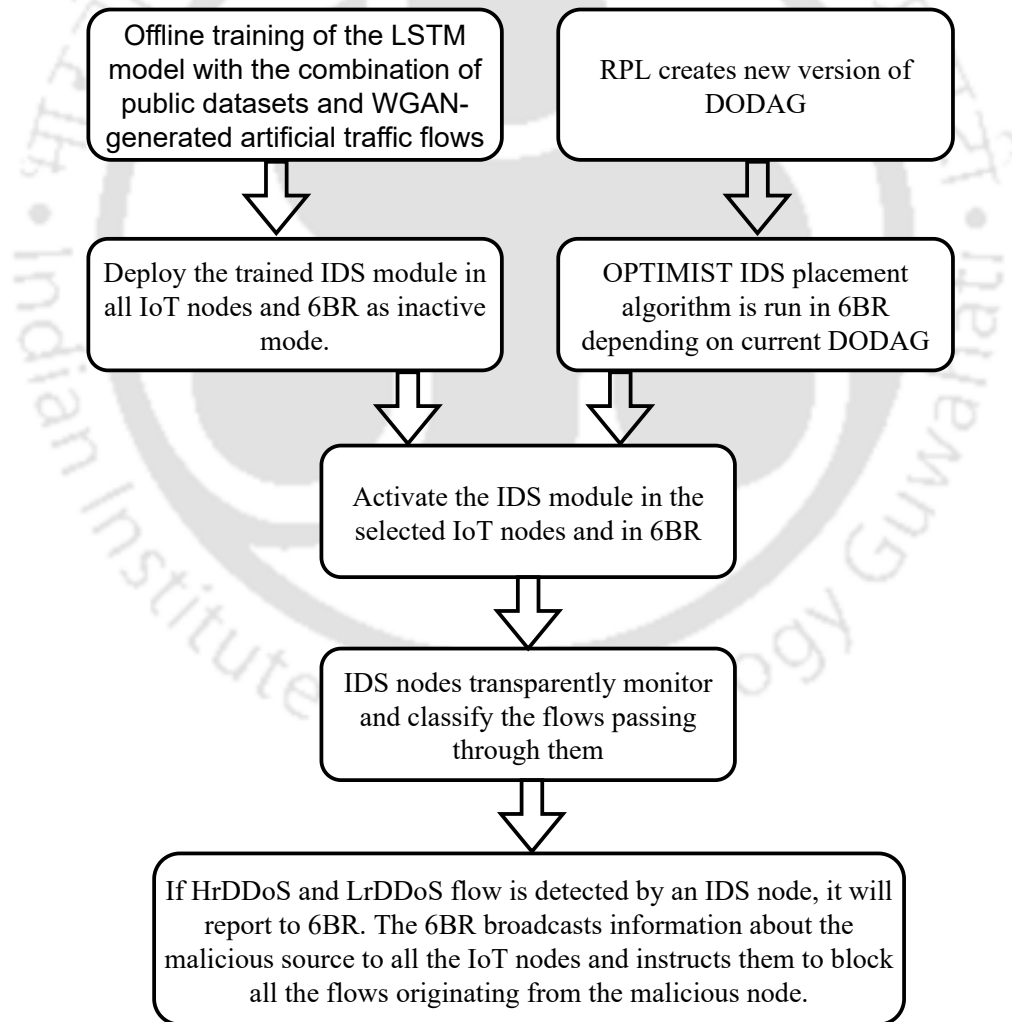 Offline training of the LSTM
model with the combination of
public datasets and WGAN-
generated artificial traffic flows
RPL creates new version of
DODAG
Deploy the trained IDS module in
all IoT nodes and 6BR as inactive
mode.
OPTIMIST IDS placement
algorithm is run in 6BR
depending on current DODAG
Activate the IDS module in the
selected IoT nodes and in 6BR
IDS nodes transparently monitor
and classify the flows passing
through them
If HrDDoS and LrDDoS flow is detected by an IDS node, it will
report to 6BR. The 6BR broadcasts information about the
malicious source to all the IoT nodes and instructs them to block
all the flows originating from the malicious node.
Indian Institute
ogy Guwahati